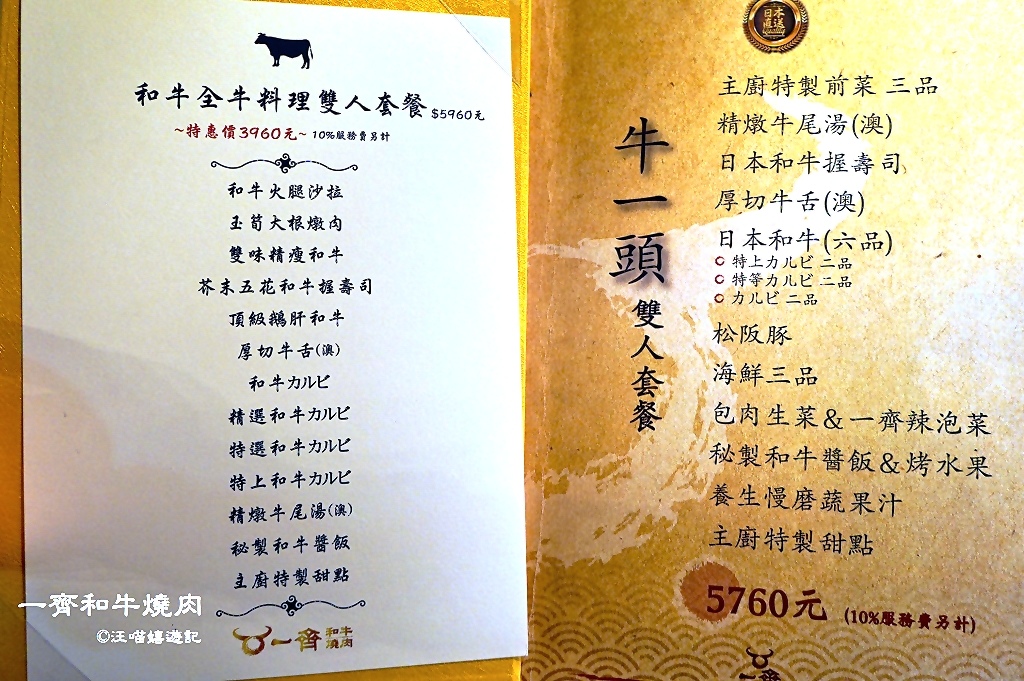 和牛全牛料理雙人套餐 $5960元
~特惠價3960元~ 10%服務費另計
和牛火腿沙拉
玉筍大根燉肉
雙味精瘦和牛
芥末五花和牛握壽司
頂級鵝肝和牛
厚切牛舌(澳)
和牛カルビ
精選和牛カルビ
特選和牛カルビ
特上和牛カルビ
精燉牛尾湯(澳)
秘製和牛醬飯
主廚特製甜點
一齊和牛燒肉
©汪喵嬉遊記
一齊 和牛燒肉
日本直送
牛一頭雙人套餐
主廚特製前菜 三品
精燉牛尾湯(澳)
日本和牛握壽司
厚切牛舌(澳)
日本和牛(六品)
特上カルビ 二品
特等カルビ 二品
カルビ 二品
松阪豚
海鮮三品
包肉生菜&一齊辣泡菜
秘製和牛醬飯&烤水果
養生慢磨蔬果汁
主廚特製甜點
5760元 (10%服務費另計)
一齊